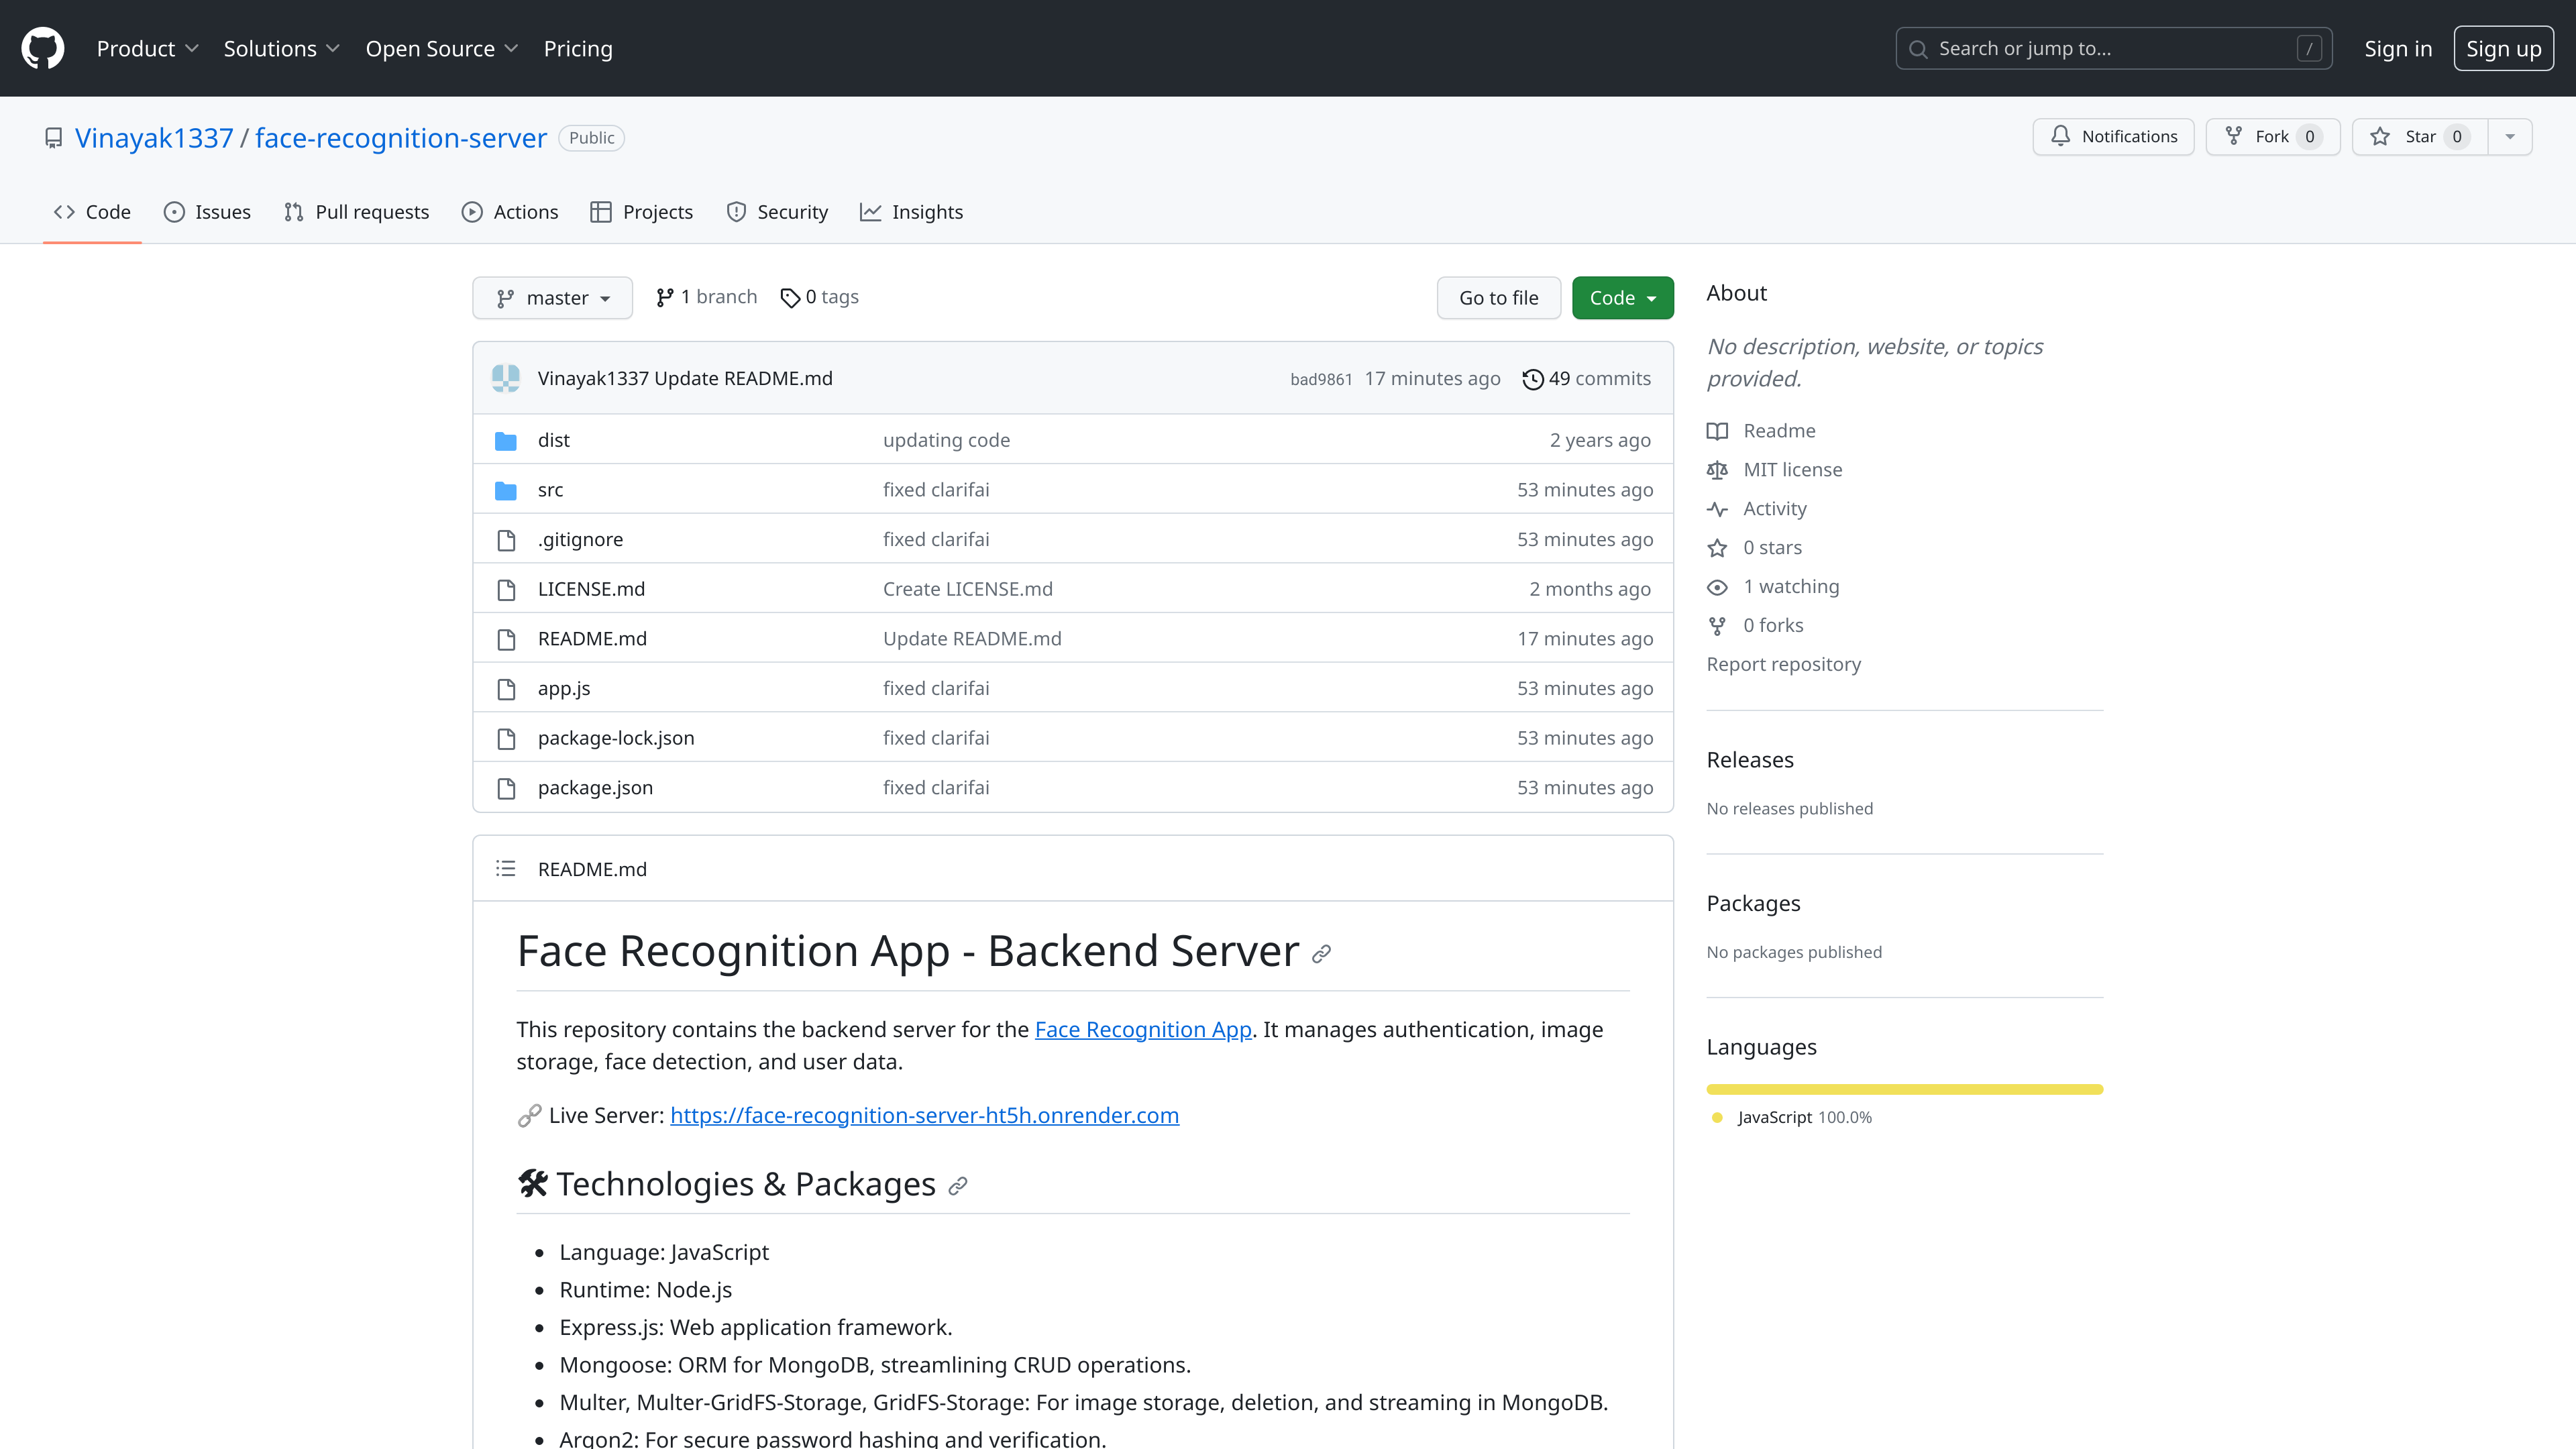 Product Solutions Open Source Pricing Search or jump to... / Sign in Sign up
Vinayak1337 / face-recognition-server Public Notifications Fork 0 Star 0
Code Issues Pull requests Actions Projects Security Insights
master 1 branch 0 tags Go to file Code
Vinayak1337 Update README.md bad9861 17 minutes ago 49 commits
dist updating code 2 years ago
src fixed clarifai 53 minutes ago
.gitignore fixed clarifai 53 minutes ago
LICENSE.md Create LICENSE.md 2 months ago
README.md Update README.md 17 minutes ago
app.js fixed clarifai 53 minutes ago
package-lock.json fixed clarifai 53 minutes ago
package.json fixed clarifai 53 minutes ago
README.md
Face Recognition App - Backend Server
This repository contains the backend server for the Face Recognition App. It manages authentication, image
storage, face detection, and user data.
Live Server: https://face-recognition-server-ht5h.onrender.com
Technologies & Packages
Language: JavaScript
Runtime: Node.js
Express.js: Web application framework.
Mongoose: ORM for MongoDB, streamlining CRUD operations.
Multer, Multer-GridFS-Storage, GridFS-Storage: For image storage, deletion, and streaming in MongoDB.
Argon2: For secure password hashing and verification.
About
No description, website, or topics
provided.
Readme
MIT license
Activity
0 stars
1 watching
0 forks
Report repository
Releases
No releases published
Packages
No packages published
Languages
JavaScript 100.0%